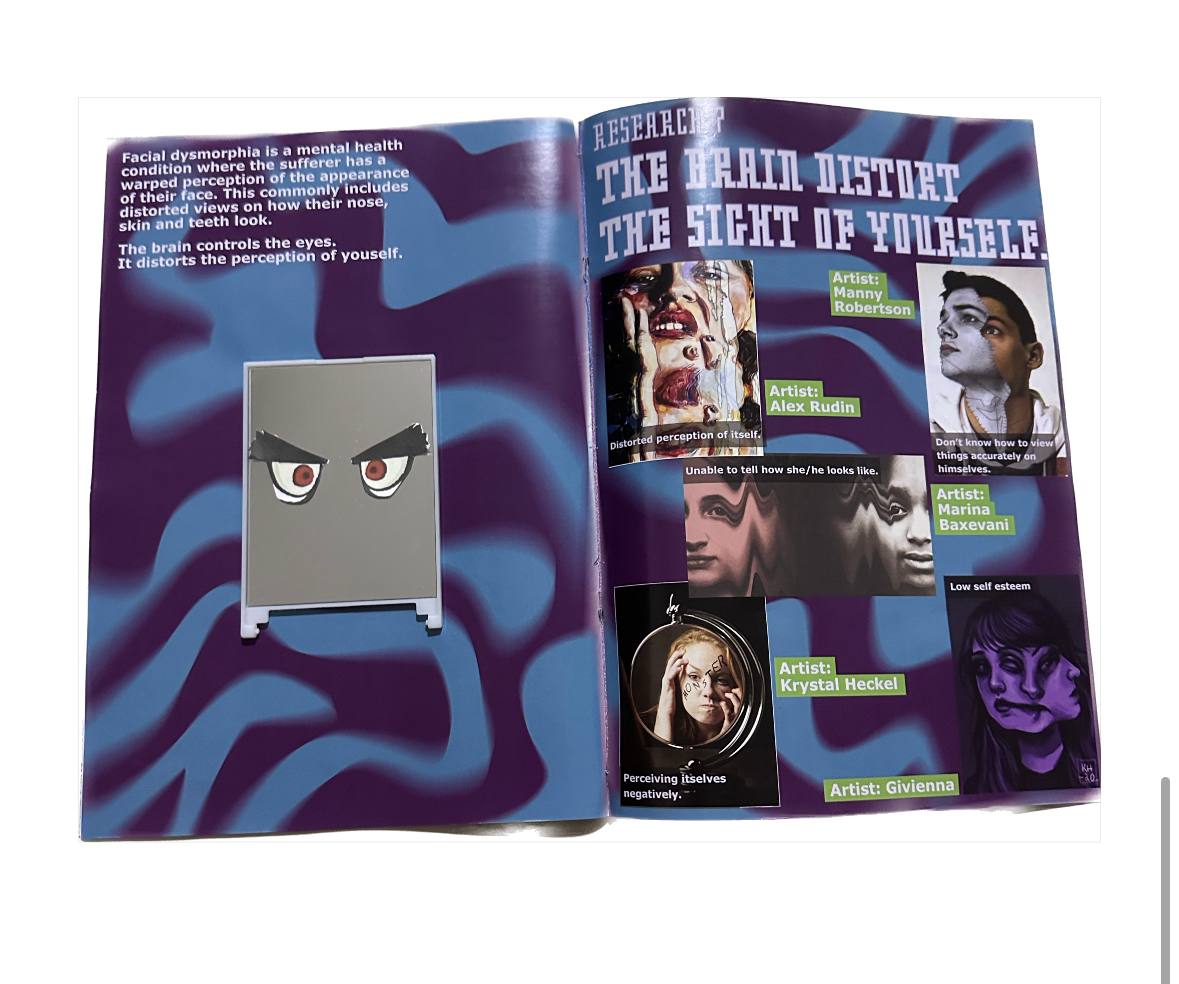 Facial dysmorphia is a mental health
condition where the sufferer has a
warped perception of the appearance
of their face. This commonly includes
distorted views on how their nose,
skin and teeth look.
The brain controls the eyes.
It distorts the perception of youself.
RESEARCH?
THE BRAIN DISTORT
THE SIGHT OF YOURSELF.
Distorted perception of itself.
Artist:
Alex Rudin
Artist:
Manny
Robertson
Don't know how to view
things accurately on
himselves.
Unable to tell how she/he looks like.
Artist:
Marina
Baxevani
MONSTER
Perceiving itselves
negatively.
Artist:
Krystal Heckel
Low self esteem
KH
Artist: Givienna